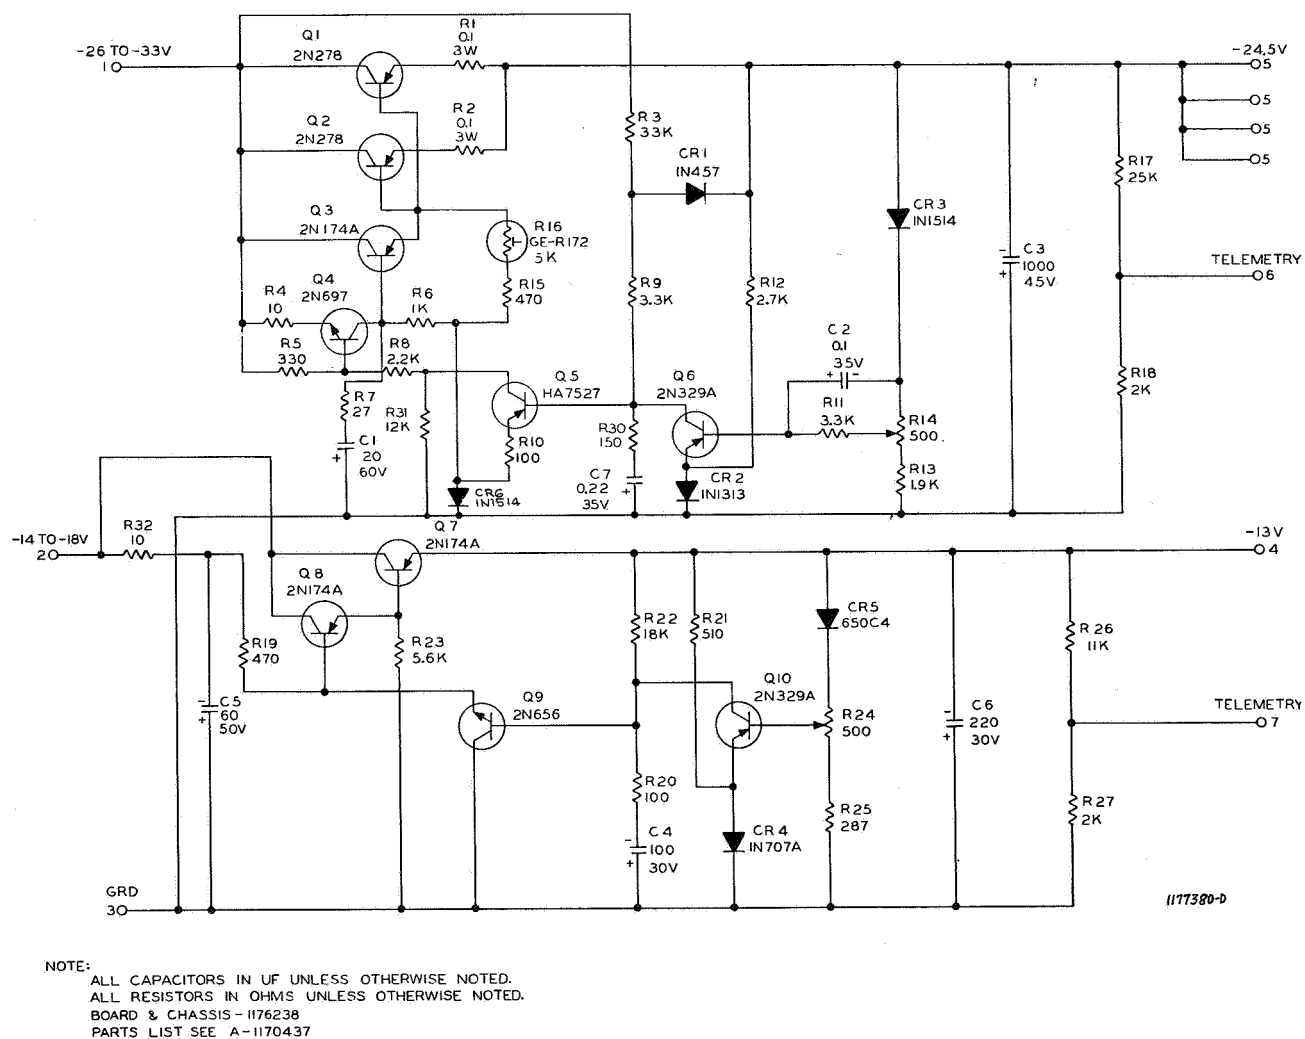 -26 TO -33V
1
Q1
2N278
R1
0.1
3W
-24.5V
5
Q2
2N278
R2
0.1
3W
5
5
5
R3
33K
CR1
IN457
R17
25K
Q3
2N174A
R16
GE-R172
5K
CR3
IN1514
C3
1000
45V
TELEMETRY
6
Q4
2N697
R4
10
R6
1K
R15
470
R9
3.3K
R12
2.7K
R5
330
R8
2.2K
C2
0.1
35V
Q5
HA7527
Q6
2N329A
R18
2K
R7
27
R31
12K
R11
3.3K
R14
500
C1
20
60V
R10
100
R30
150
R13
1.9K
C7
0.22
35V
CR6
IN1514
CR2
IN1313
-14 TO-18V
2
R32
10
Q7
2N174A
-13V
4
Q8
2N174A
R22
18K
R21
510
CR5
650C4
R26
11K
R19
470
R23
5.6K
Q10
2N329A
C5
60
50V
Q9
2N656
R24
500
C6
220
30V
TELEMETRY
7
R20
100
R25
287
R27
2K
C4
100
30V
CR4
IN707A
GRD
3
1177380-D
NOTE:
ALL CAPACITORS IN UF UNLESS OTHERWISE NOTED.
ALL RESISTORS IN OHMS UNLESS OTHERWISE NOTED.
BOARD & CHASSIS - 1176238
PARTS LIST SEE A-1170437